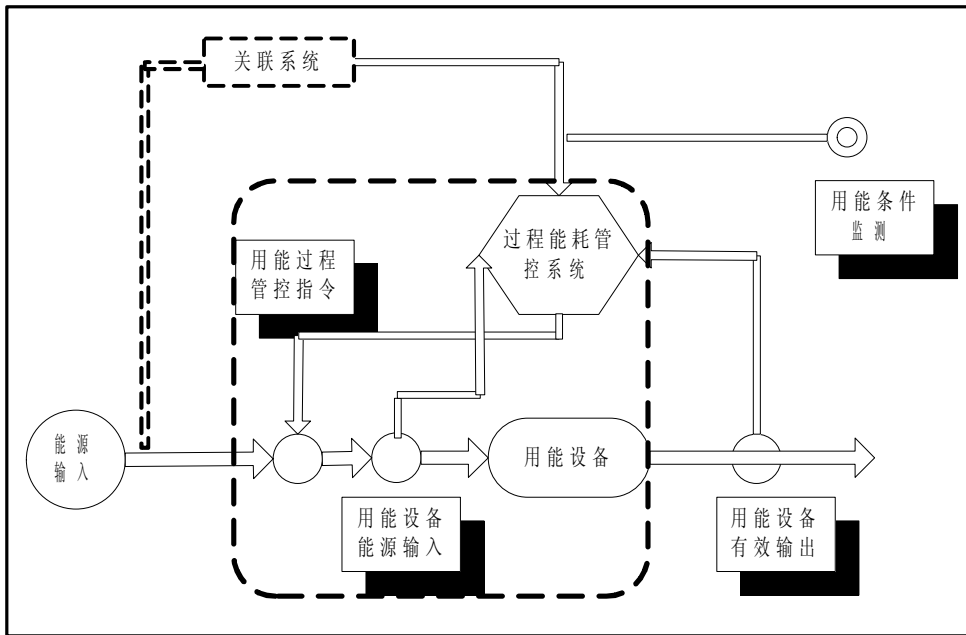 关联系统
用能条件
监测
过程能耗管
控系统
用能过程
管控指令
能源
输入
用能设备
用能设备
能源输入
用能设备
有效输出